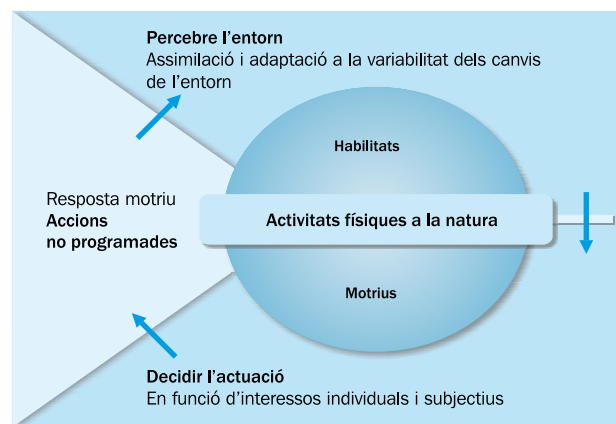 Percebre l’entorn
Assimilació i adaptació a la variabilitat dels canvis
de l’entorn
Habilitats
Resposta motriu
Accions
no programades
Activitats físiques a la natura
Motrius
Decidir l’actuació
En funció d’interessos individuals i subjectius